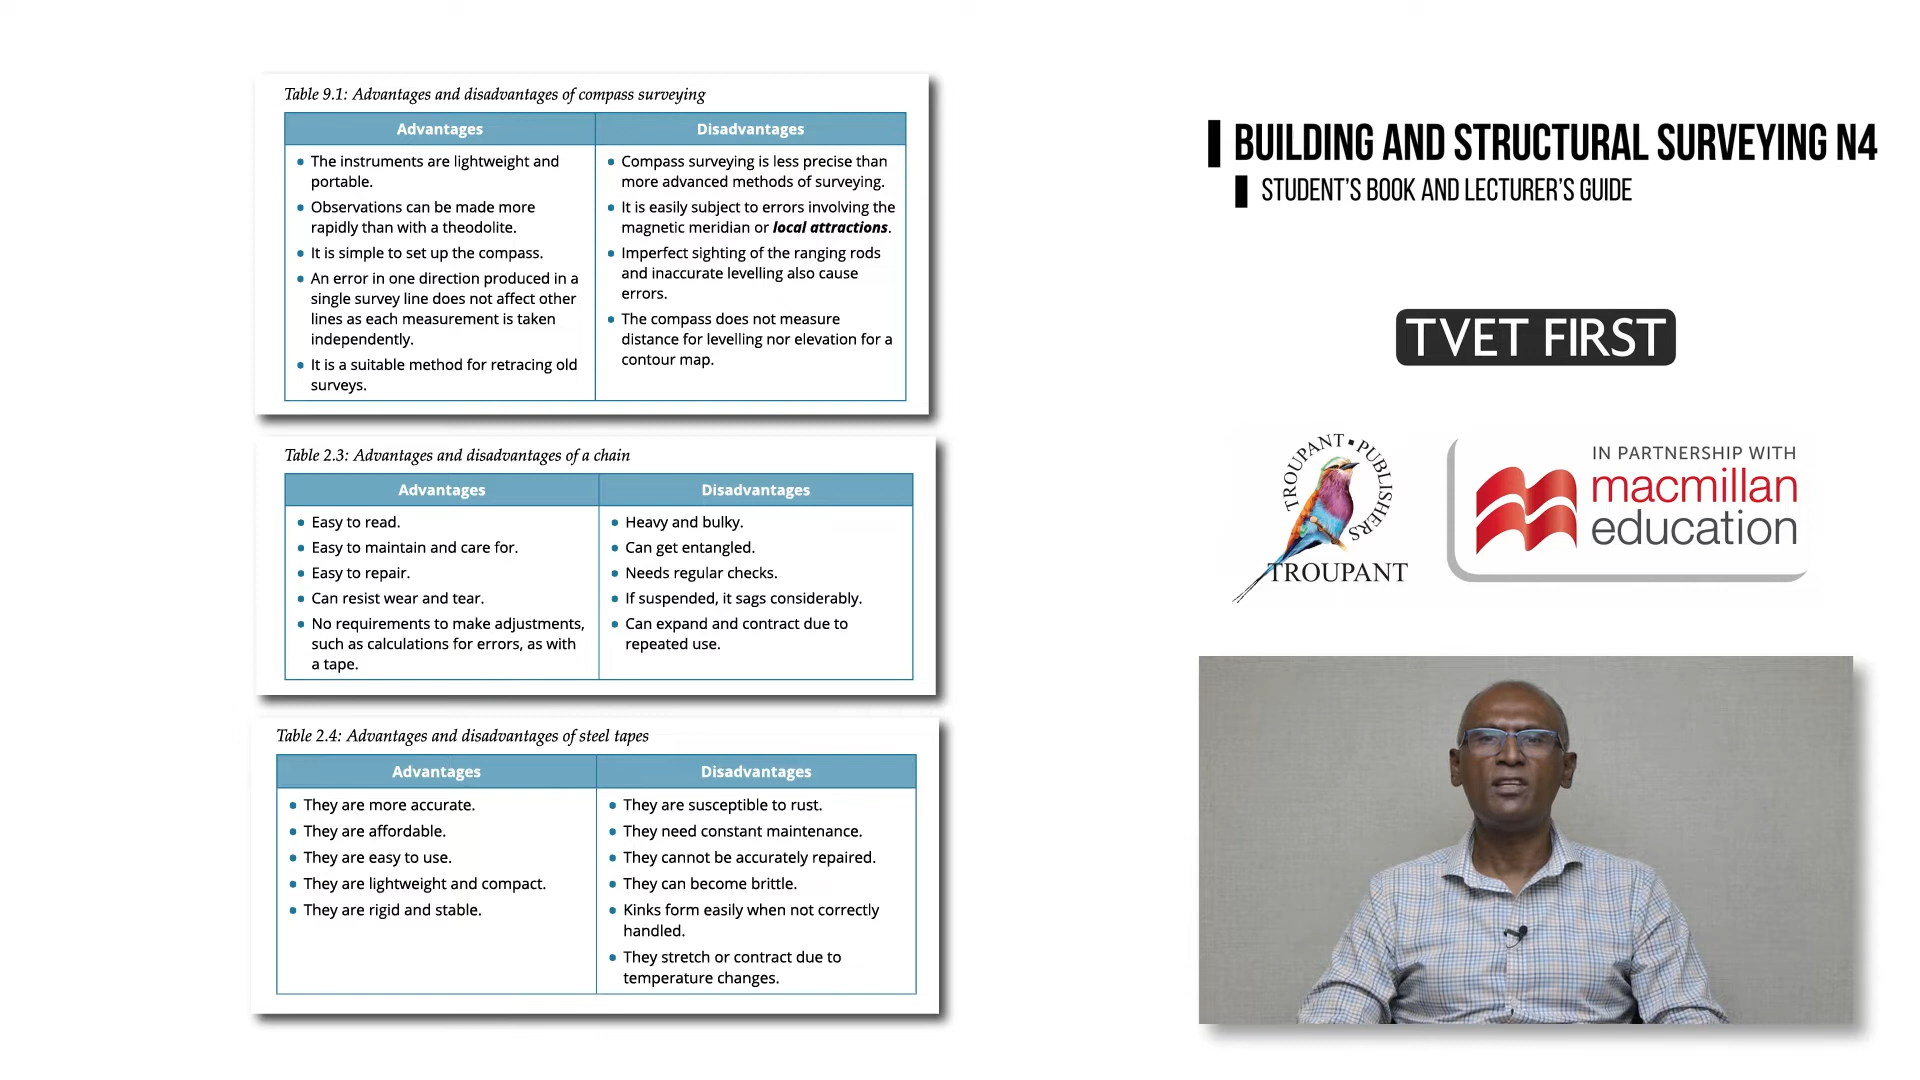 Table 9.1: Advantages and disadvantages of compass surveying
Advantages
Disadvantages
• The instruments are lightweight and
portable.
• Observations can be made more
rapidly than with a theodolite.
• It is simple to set up the compass.
• An error in one direction produced in a
single survey line does not affect other
lines as each measurement is taken
independently.
• It is a suitable method for retracing old
surveys.
• Compass surveying is less precise than
more advanced methods of surveying.
• It is easily subject to errors involving the
magnetic meridian or local attractions.
• Imperfect sighting of the ranging rods
and inaccurate levelling also cause
errors.
• The compass does not measure
distance for levelling nor elevation for a
contour map.
Table 2.3: Advantages and disadvantages of a chain
Advantages
Disadvantages
• Easy to read.
• Easy to maintain and care for.
• Easy to repair.
• Can resist wear and tear.
• No requirements to make adjustments,
such as calculations for errors, as with
a tape.
• Heavy and bulky.
• Can get entangled.
• Needs regular checks.
• If suspended, it sags considerably.
• Can expand and contract due to
repeated use.
Table 2.4: Advantages and disadvantages of steel tapes
Advantages
Disadvantages
• They are more accurate.
• They are affordable.
• They are easy to use.
• They are lightweight and compact.
• They are rigid and stable.
• They are susceptible to rust.
• They need constant maintenance.
• They cannot be accurately repaired.
• They can become brittle.
• Kinks form easily when not correctly
handled.
• They stretch or contract due to
temperature changes.
BUILDING AND STRUCTURAL SURVEYING N4
STUDENT'S BOOK AND LECTURER'S GUIDE
TVET FIRST
TROUPANT • PUBLISHERS
TROUPANT
IN PARTNERSHIP WITH
macmillan
education